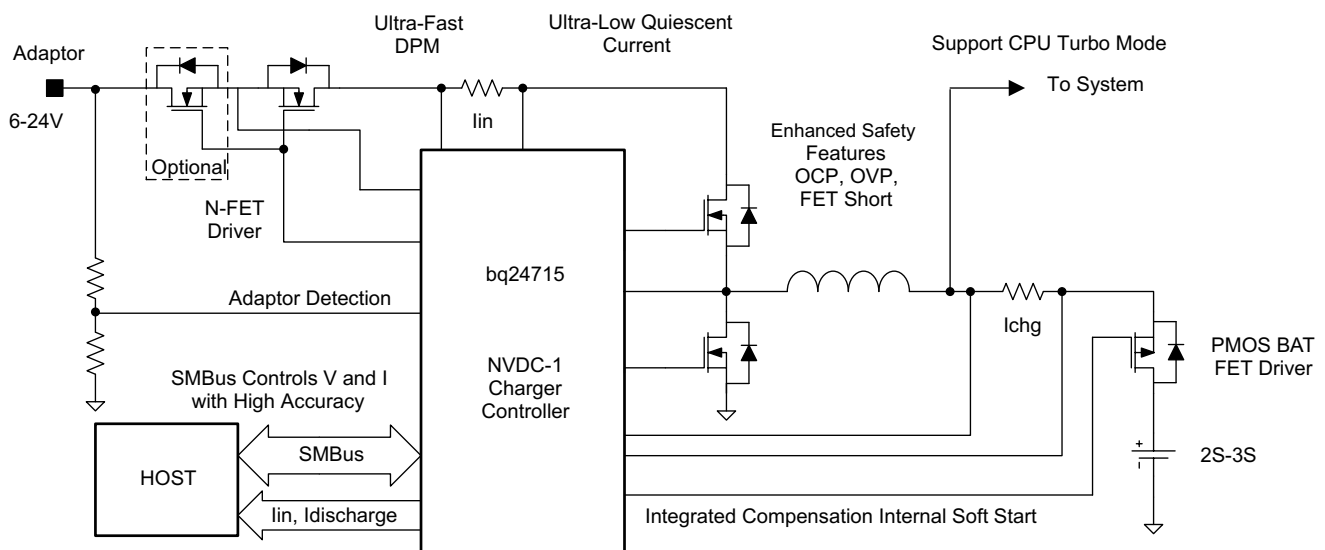 Ultra-Fast
DPM
Ultra-Low Quiescent
Current
Support CPU Turbo Mode
To System
Adaptor
6-24V
Optional
Iin
Enhanced Safety
Features
OCP, OVP,
FET Short
N-FET
Driver
bq24715
Adaptor Detection
Ichg
PMOS BAT
FET Driver
NVDC-1
Charger
Controller
SMBus Controls V and I
with High Accuracy
HOST
SMBus
+
-
2S-3S
Iin, Idischarge
Integrated Compensation Internal Soft Start